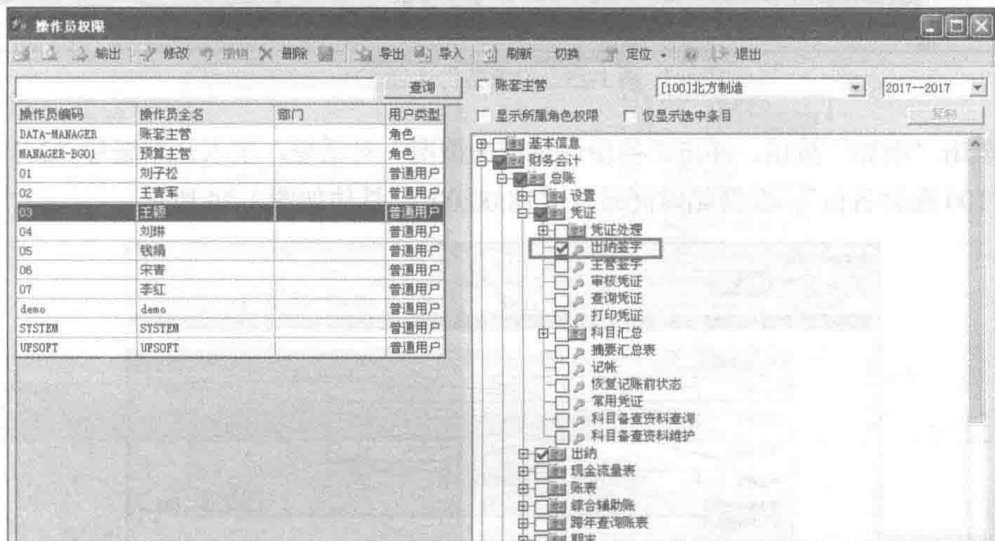 操作员权限
输出 修改 撤销 删除 导出 导入 刷新 切换 定位 退出
查询 账套主管 [100]北方制造 2017--2017
操作员编码 操作员全名 部门 用户类型
显示所属角色权限 仅显示选中条目 复制
DATA-MANAGER 账套主管 角色
MANAGER-BG01 预算主管 角色
01 刘子松 普通用户
02 王青军 普通用户
03 王颖 普通用户
04 刘琳 普通用户
05 钱娟 普通用户
06 宋青 普通用户
07 李红 普通用户
demo demo 普通用户
SYSTEM SYSTEM 普通用户
UFSOFT UFSOFT 普通用户
基本信息
财务会计
总账
设置
凭证
凭证处理
出纳签字
主管签字
审核凭证
查询凭证
打印凭证
科目汇总
摘要汇总表
记帐
恢复记账前状态
常用凭证
科目备查资料查询
科目备查资料维护
出纳
现金流量表
账表
综合辅助账
跨年查询账表
期末